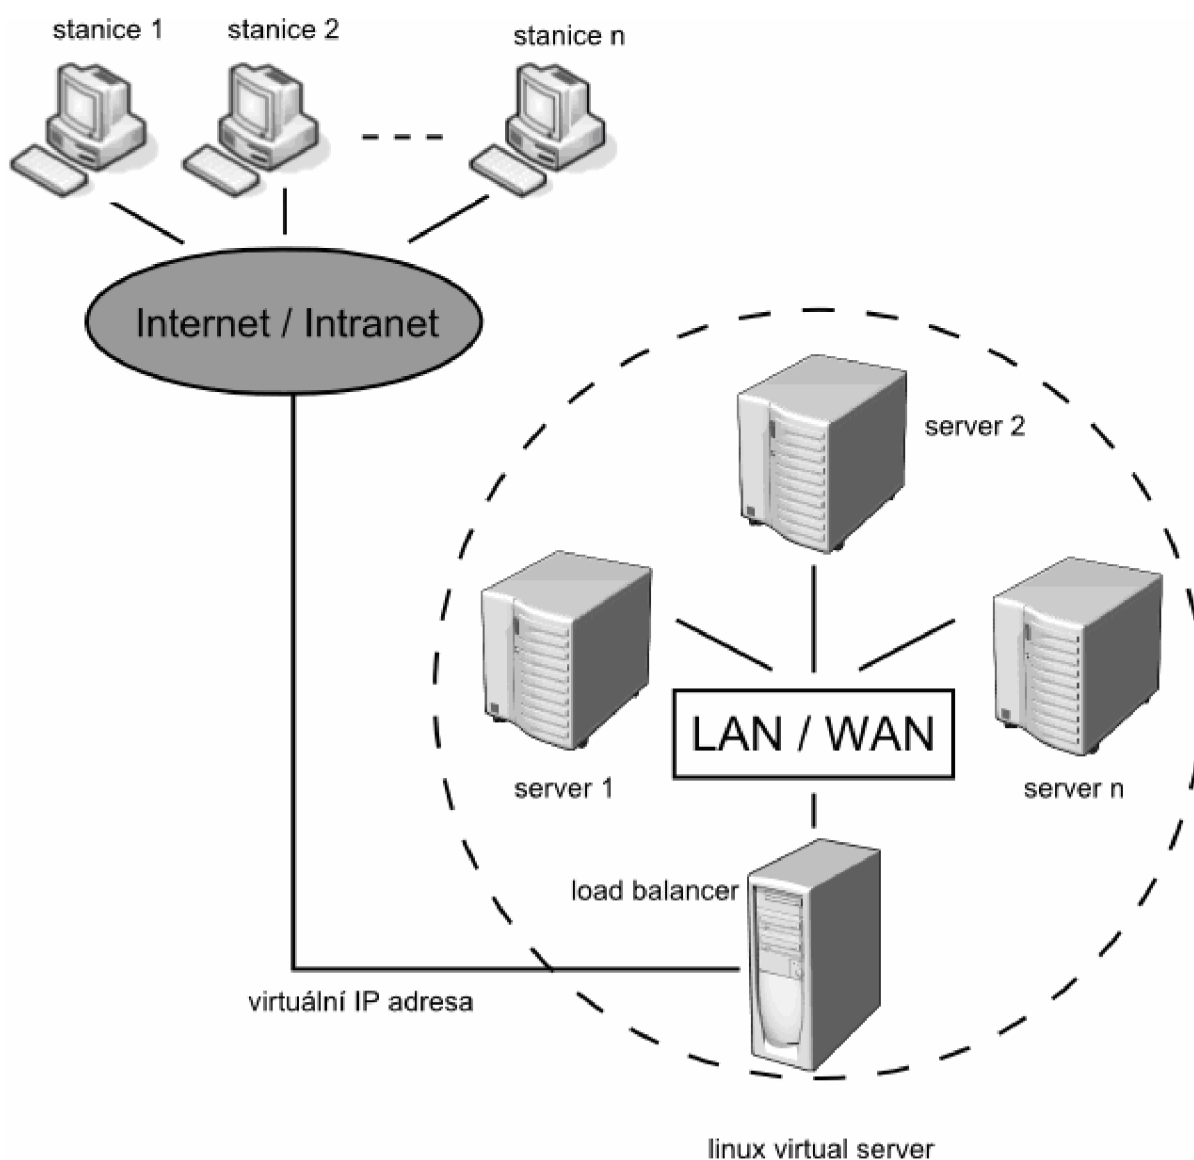 stanice 1
stanice 2
stanice n
Internet / Intranet
server 2
server 1
LAN / WAN
server n
load balancer
virtuální IP adresa
linux virtual server